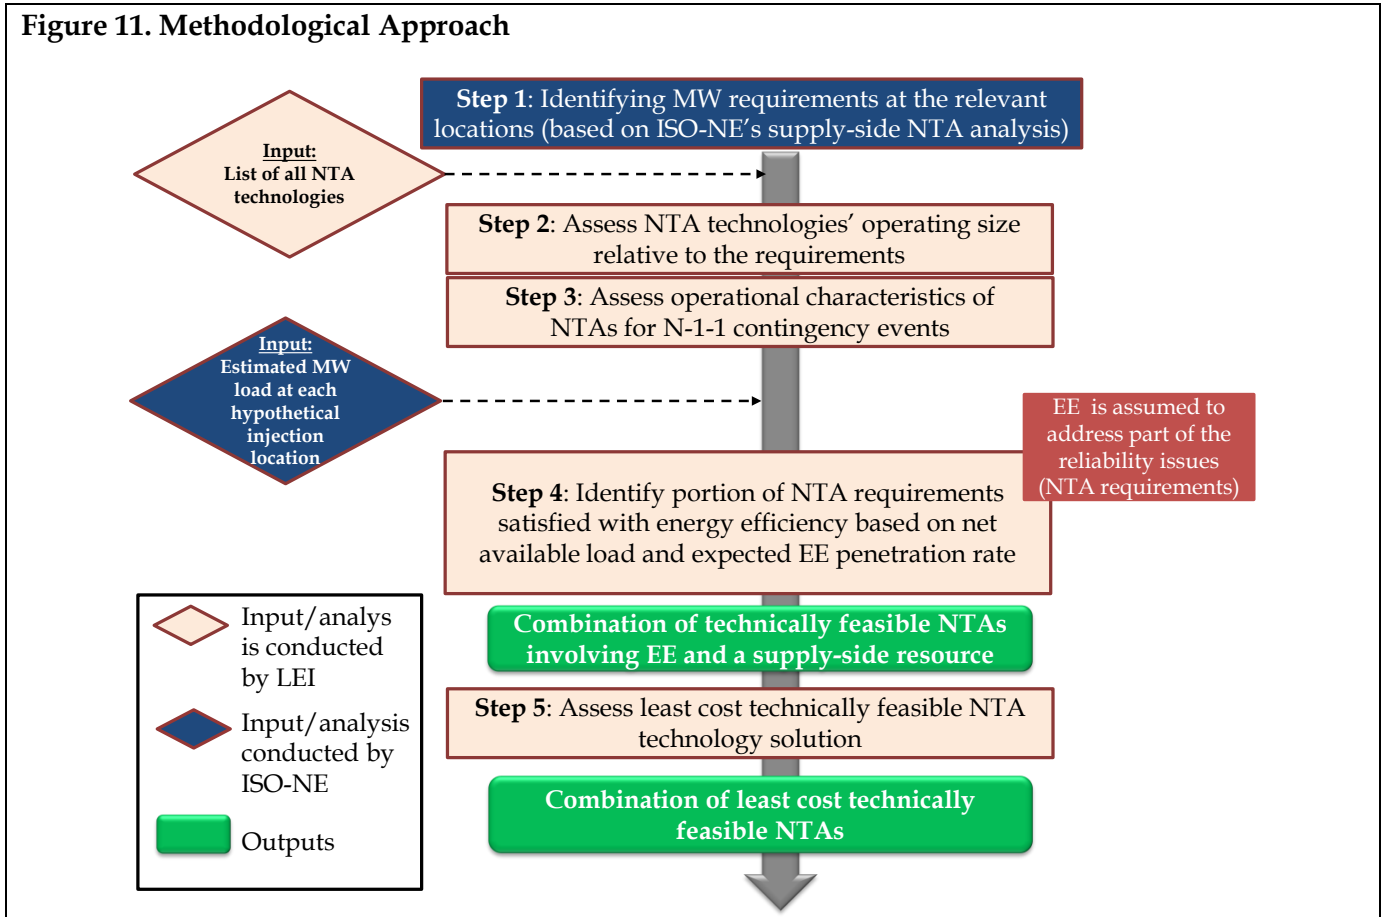 Figure 11. Methodological Approach
Step 1: Identifying MW requirements at the relevant
locations (based on ISO-NE's supply-side NTA analysis)
Input:
List of all NTA
technologies
Step 2: Assess NTA technologies' operating size
relative to the requirements
Step 3: Assess operational characteristics of
NTAs for N-1-1 contingency events
Input:
Estimated MW
load at each
hypothetical
injection
location
EE is assumed to
address part of the
reliability issues
(NTA requirements)
Step 4: Identify portion of NTA requirements
satisfied with energy efficiency based on net
available load and expected EE penetration rate
Combination of technically feasible NTAs
involving EE and a supply-side resource
Step 5: Assess least cost technically feasible NTA
technology solution
Combination of least cost technically
feasible NTAs
Input/analys
is conducted
by LEI
Input/analysis
conducted by
ISO-NE
Outputs